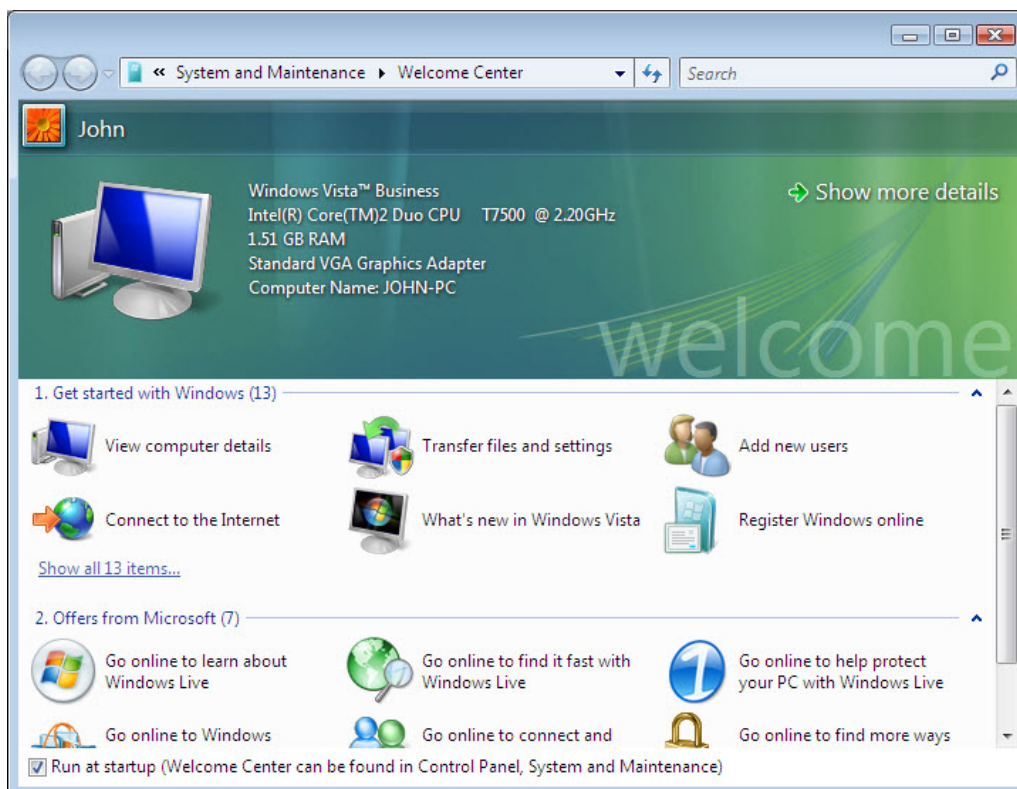 « System and Maintenance ▸ Welcome Center
Search
John
Windows Vista™ Business
Intel(R) Core(TM)2 Duo CPU T7500 @ 2.20GHz
1.51 GB RAM
Standard VGA Graphics Adapter
Computer Name: JOHN-PC
Show more details
welcome
1. Get started with Windows (13)
View computer details
Transfer files and settings
Add new users
Connect to the Internet
What's new in Windows Vista
Register Windows online
Show all 13 items...
2. Offers from Microsoft (7)
Go online to learn about
Windows Live
Go online to find it fast with
Windows Live
Go online to help protect
your PC with Windows Live
Go online to Windows
Go online to connect and
Go online to find more ways
Run at startup (Welcome Center can be found in Control Panel, System and Maintenance)